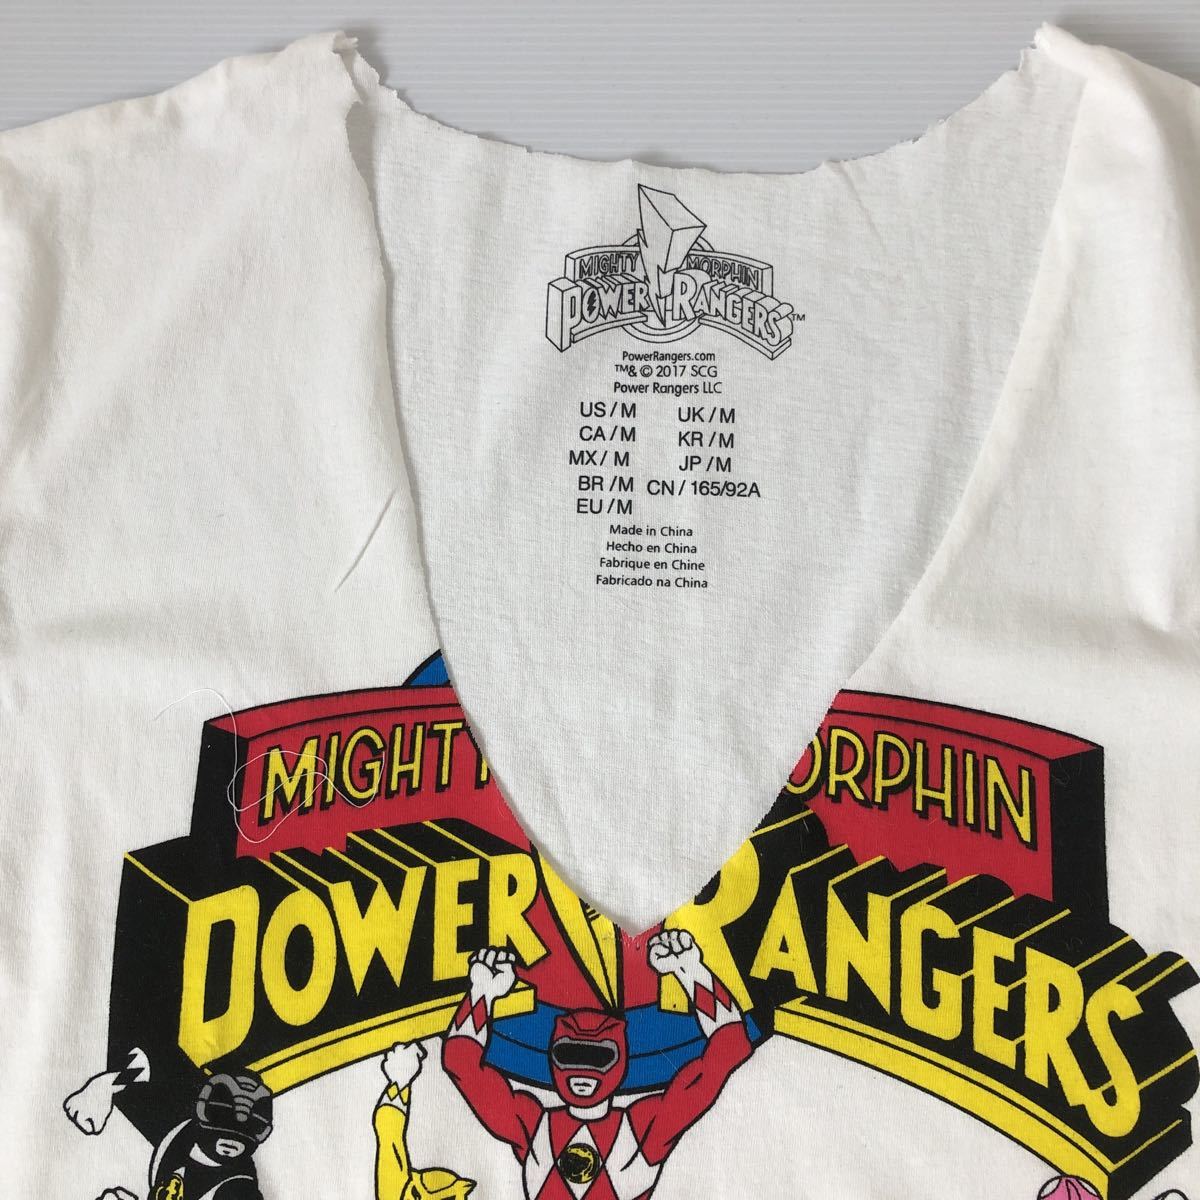 MIGHTY MORPHIN
POWER RANGERS™
PowerRangers.com
™& © 2017 SCG
Power Rangers LLC
US / M UK / M
CA / M KR / M
MX / M JP / M
BR / M CN / 165/92A
EU / M
Made in China
Hecho en China
Fabrique en Chine
Fabricado na China
MIGHTY ORPHIN
POWER RANGERS